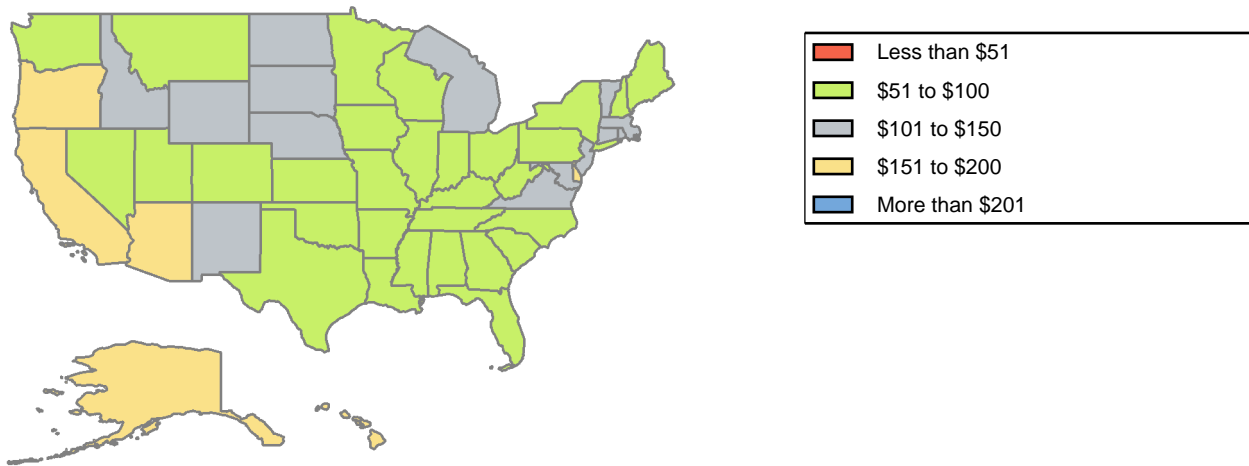 Less than $51
$51 to $100
$101 to $150
$151 to $200
More than $201